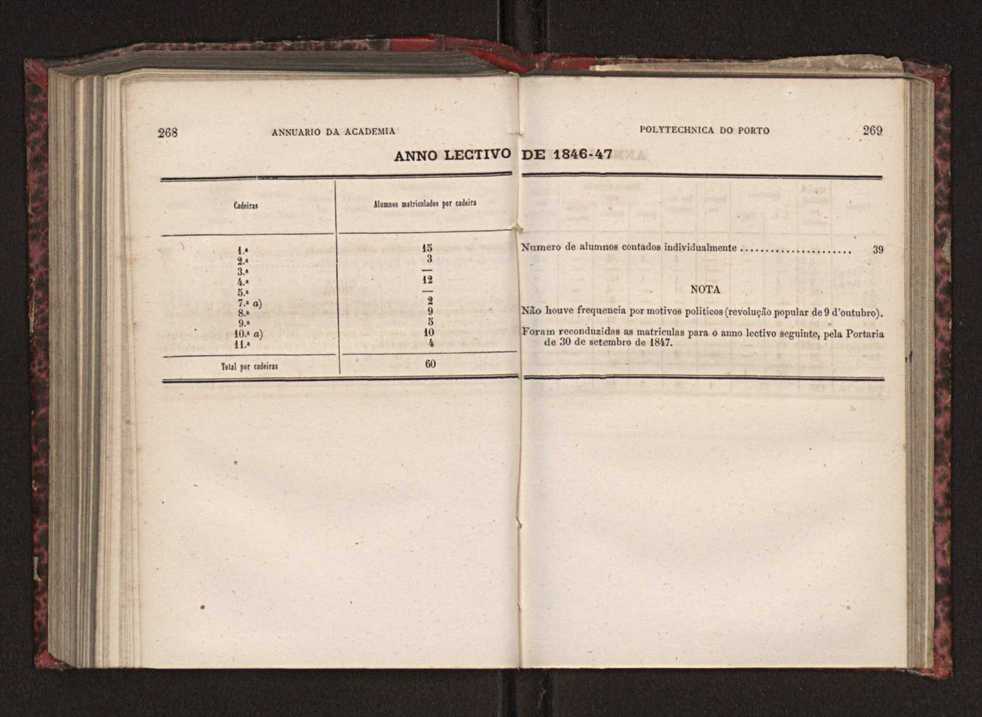 268 ANNUARIO DA ACADEMIA
POLYTECHNICA DO PORTO 269
ANNO LECTIVO DE 1846-47
Cadeiras Alumnos matriculados por cadeira
1.ª 15
2.ª 3
3.ª —
4.ª 12
5.ª —
7.ª a) 2
8.ª 9
9.ª 5
10.ª a) 10
11.ª 4
Total por cadeiras 60
Numero de alumnos contados individualmente ..................... 39
NOTA
Não houve frequencia por motivos politicos (revolução popular de 9 d'outubro).
Foram reconduzidas as matriculas para o anno lectivo seguinte, pela Portaria
de 30 de setembro de 1847.